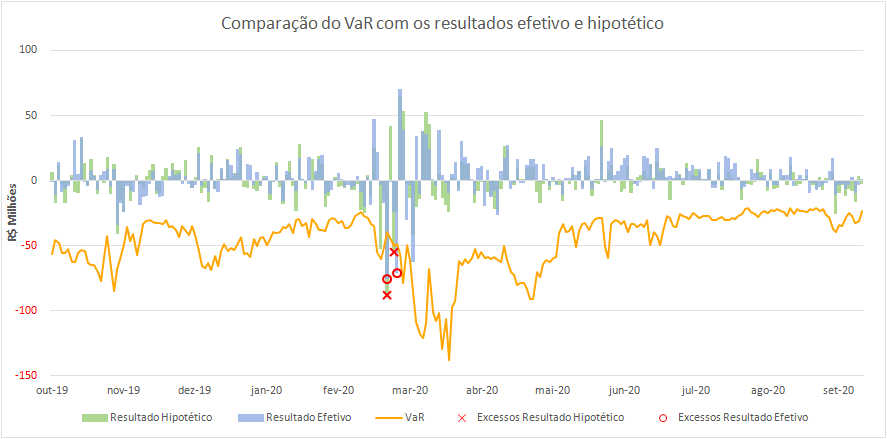 Comparação do VaR com os resultados efetivo e hipotético
R$ Milhões
100
50
0
-50
-100
-150
out-19 nov-19 dez-19 jan-20 fev-20 mar-20 abr-20 mai-20 jun-20 jul-20 ago-20 set-20
Resultado Hipotético Resultado Efetivo VaR Excessos Resultado Hipotético Excessos Resultado Efetivo